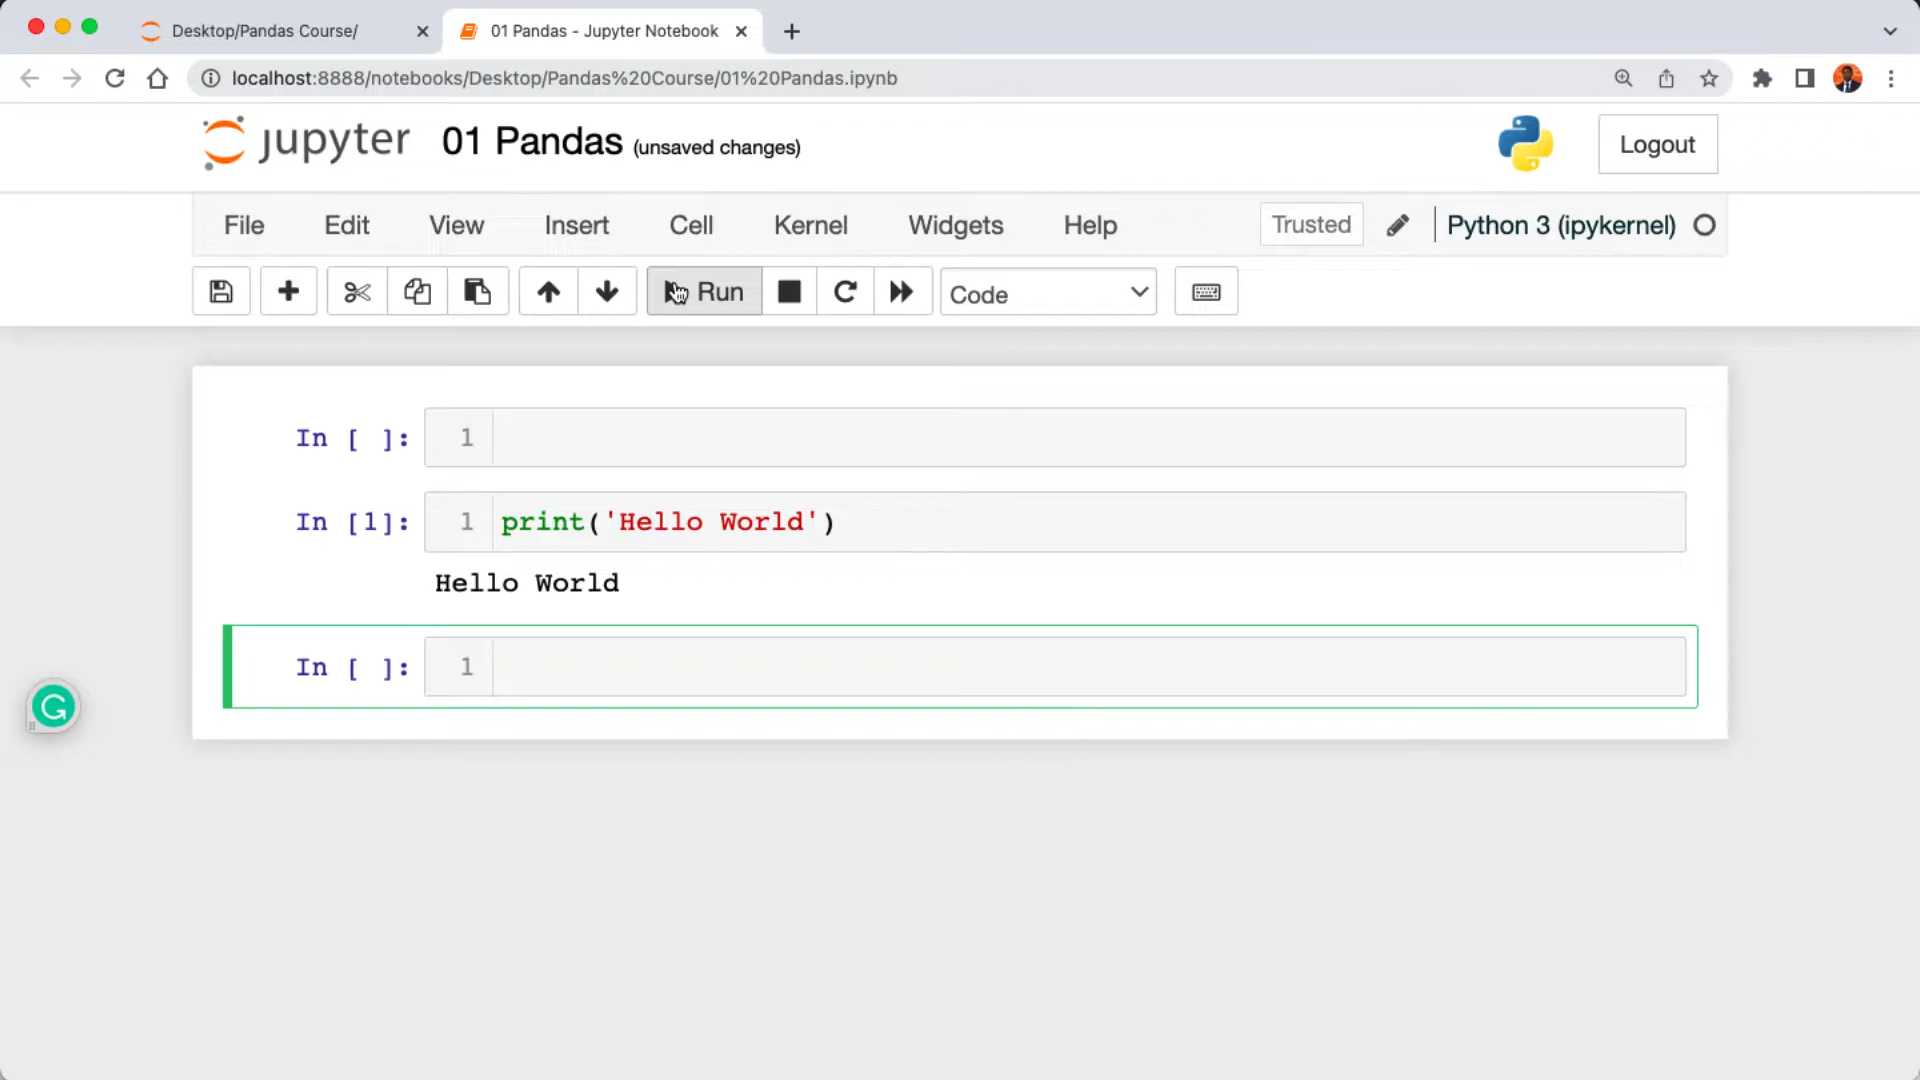 Desktop/Pandas Course/
01 Pandas - Jupyter Notebook
localhost:8888/notebooks/Desktop/Pandas%20Course/01%20Pandas.ipynb
jupyter 01 Pandas (unsaved changes)
Logout
File Edit View Insert Cell Kernel Widgets Help Trusted Python 3 (ipykernel)
Run Code
In [ ]: 1
In [1]: 1 print('Hello World')
Hello World
In [ ]: 1